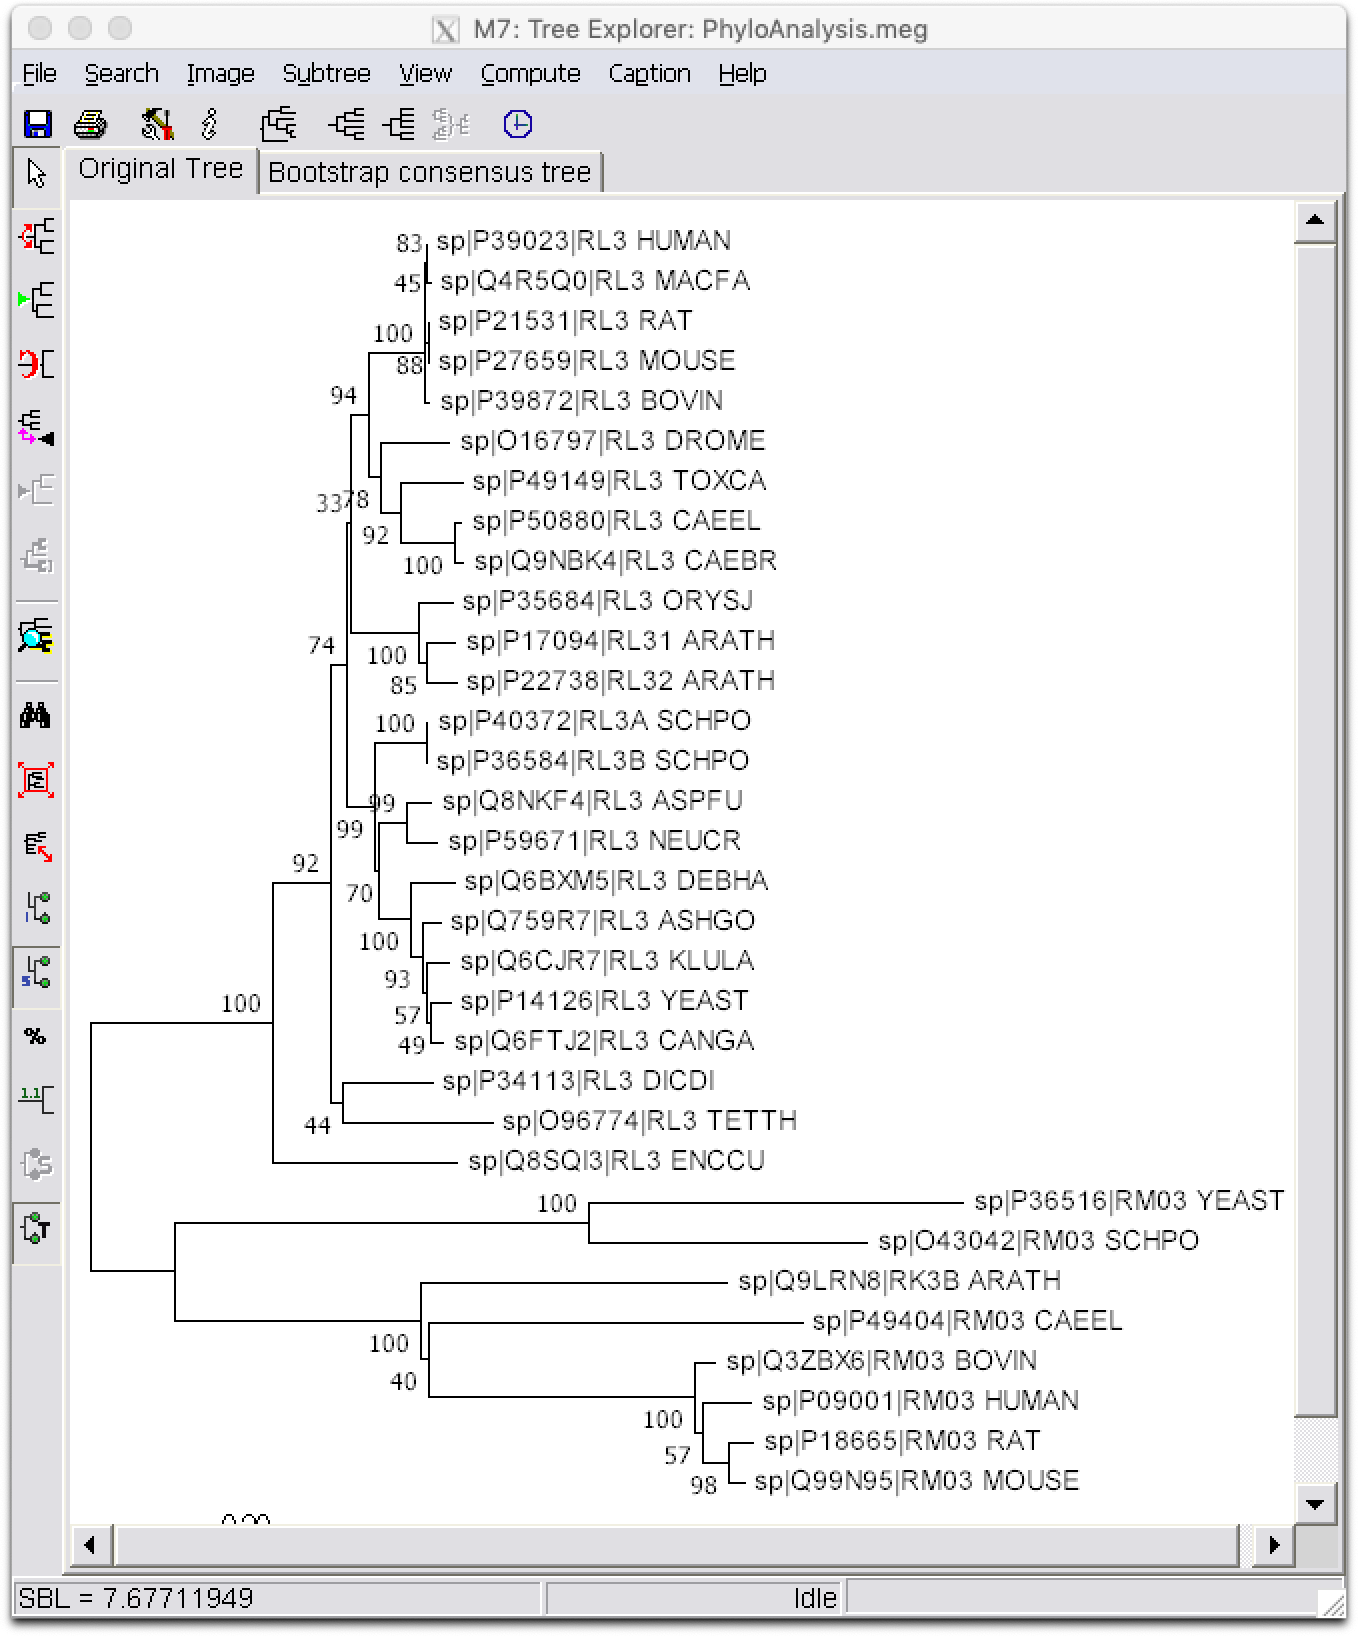 M7: Tree Explorer: PhyloAnalysis.meg
File Search Image Subtree View Compute Caption Help
Original Tree Bootstrap consensus tree
83 sp|P39023|RL3 HUMAN
45 sp|Q4R5Q0|RL3 MACFA
sp|P21531|RL3 RAT
100
88 sp|P27659|RL3 MOUSE
94
sp|P39872|RL3 BOVIN
sp|O16797|RL3 DROME
sp|P49149|RL3 TOXCA
33 78
sp|P50880|RL3 CAEEL
92
100 sp|Q9NBK4|RL3 CAEBR
sp|P35684|RL3 ORYSJ
74 sp|P17094|RL31 ARATH
100
85 sp|P22738|RL32 ARATH
100 sp|P40372|RL3A SCHPO
sp|P36584|RL3B SCHPO
99 sp|Q8NKF4|RL3 ASPFU
99
sp|P59671|RL3 NEUCR
92
sp|Q6BXM5|RL3 DEBHA
70
sp|Q759R7|RL3 ASHGO
100
sp|Q6CJR7|RL3 KLULA
93
100 sp|P14126|RL3 YEAST
57
49 sp|Q6FTJ2|RL3 CANGA
sp|P34113|RL3 DICDI
44 sp|O96774|RL3 TETTH
sp|Q8SQI3|RL3 ENCCU
100 sp|P36516|RM03 YEAST
sp|O43042|RM03 SCHPO
sp|Q9LRN8|RK3B ARATH
sp|P49404|RM03 CAEEL
100
sp|Q3ZBX6|RM03 BOVIN
40
sp|P09001|RM03 HUMAN
100
sp|P18665|RM03 RAT
57
98 sp|Q99N95|RM03 MOUSE
SBL = 7.67711949 Idle